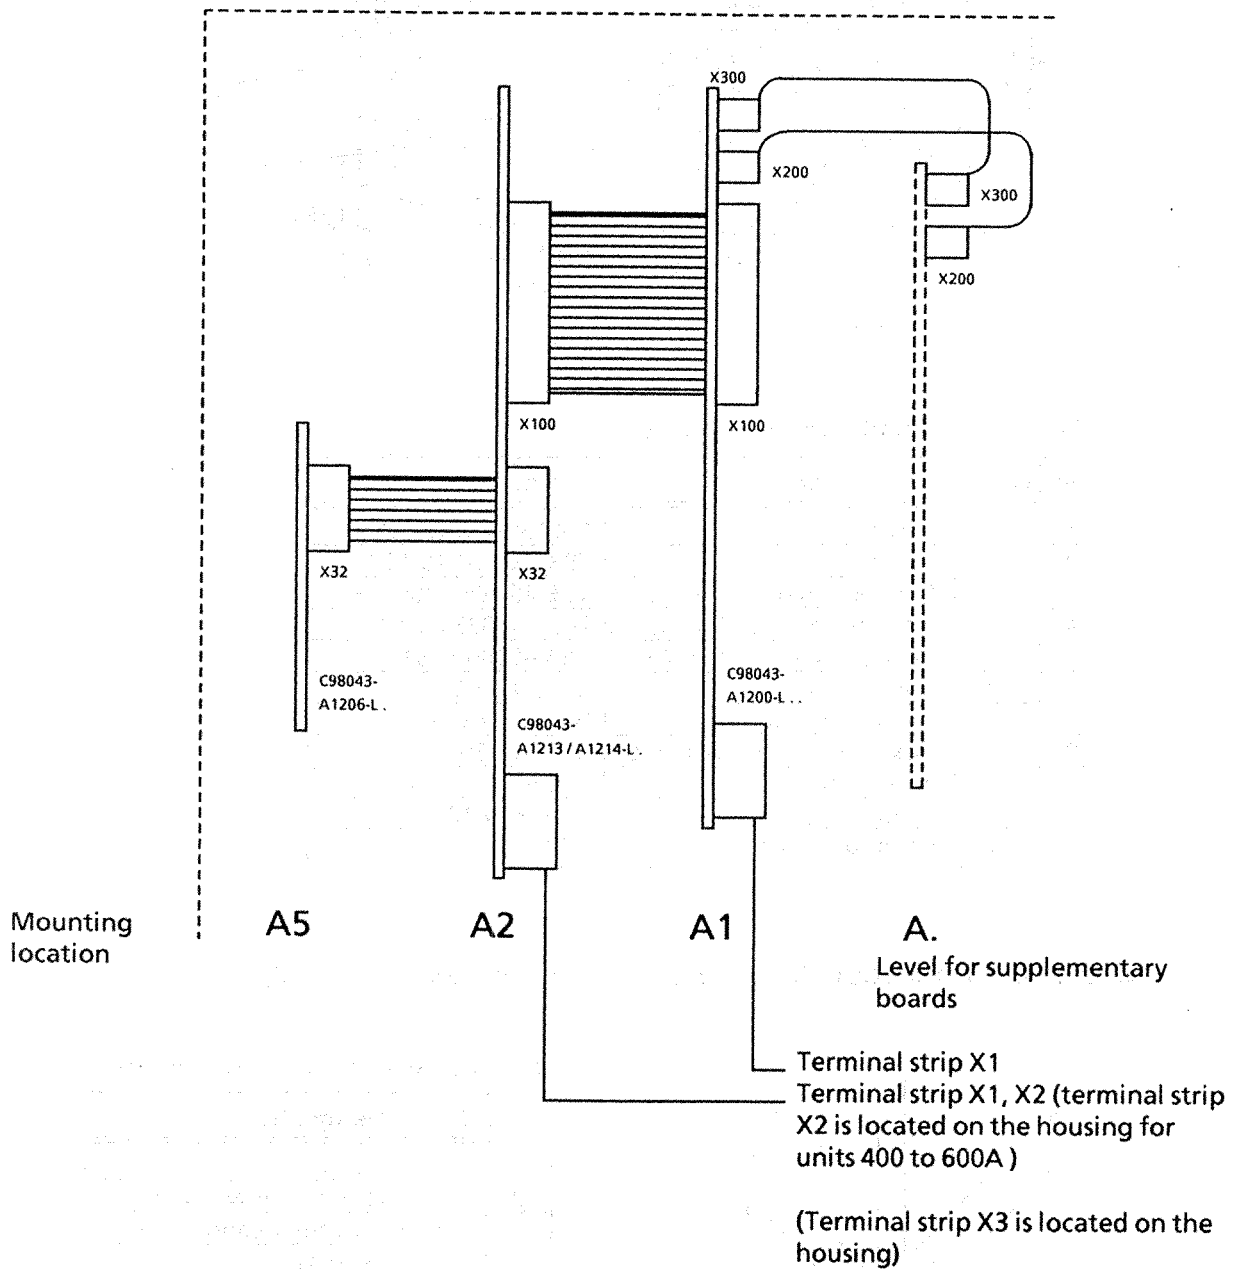 X300
X200
X300
X200
X100
X100
X32
X32
C98043-
A1200-L . .
C98043-
A1206-L .
C98043-
A1213 / A1214-L .
Mounting
location
A5
A2
A1
A.
Level for supplementary
boards
Terminal strip X1
Terminal strip X1, X2 (terminal strip
X2 is located on the housing for
units 400 to 600A )
(Terminal strip X3 is located on the
housing)